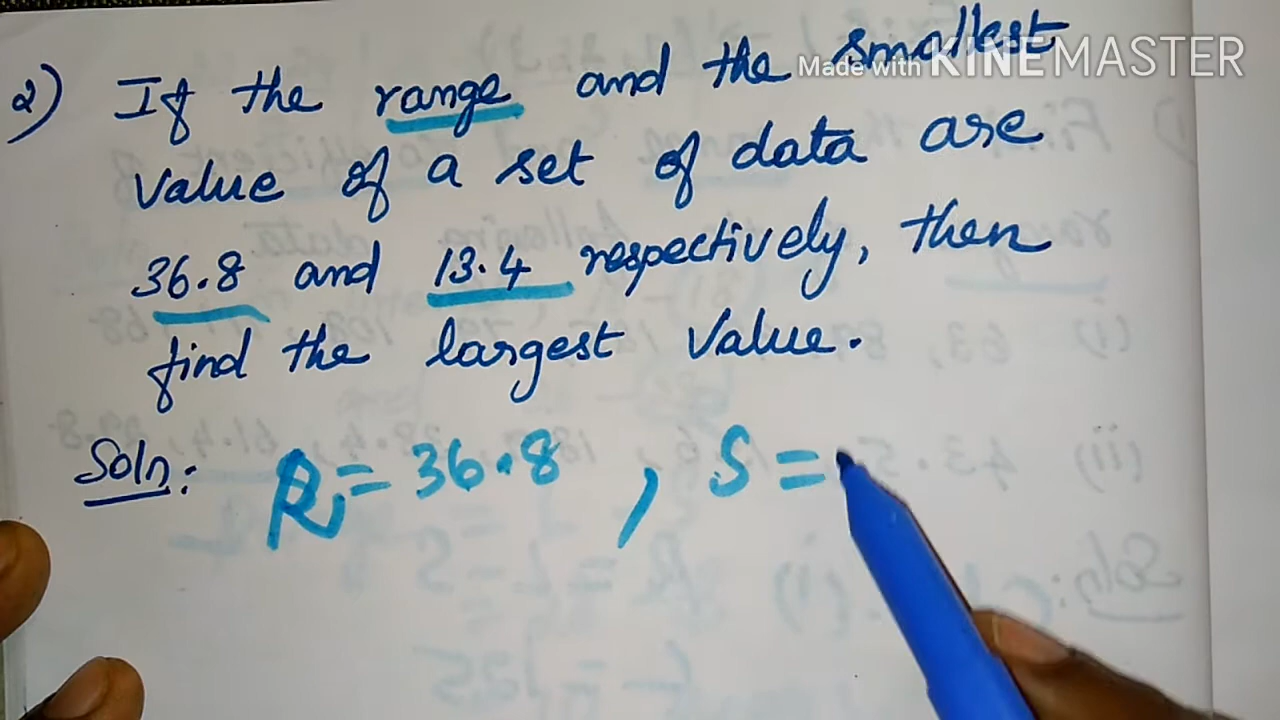 Made with KINEMASTER
2) If the range and the smallest
value of a set of data are
36.8 and 13.4 respectively, then
find the largest value.
Soln: R = 36.8 , S =